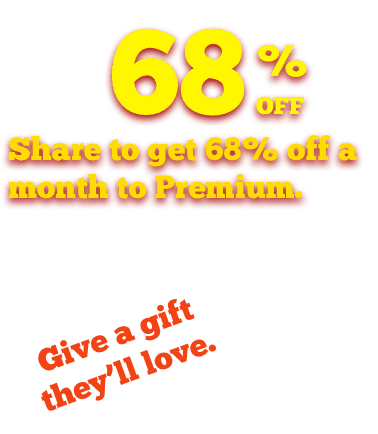 68%
OFF
Share to get 68% off a
month to Premium.
Give a gift
they'll love.